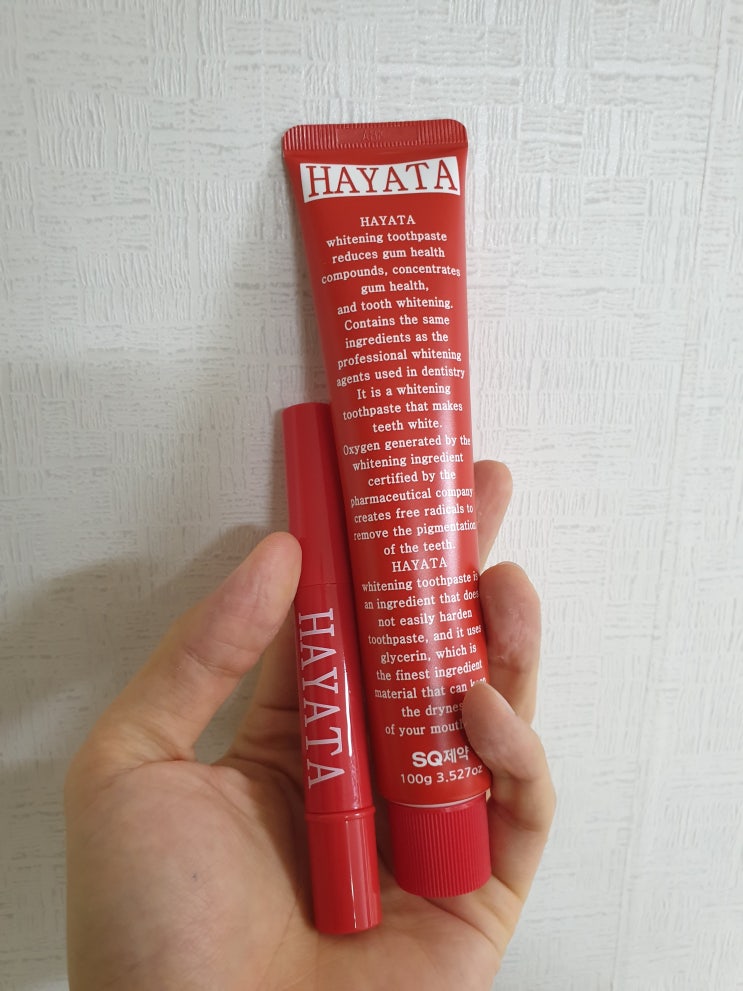 HAYATA
HAYATA
whitening toothpaste
reduces gum health
compounds, concentrates
gum health,
and tooth whitening.
Contains the same
ingredients as the
professional whitening
agents used in dentistry
It is a whitening
toothpaste that makes
teeth white.
Oxygen generated by the
whitening ingredient
certified by the
pharmaceutical company
creates free radicals to
remove the pigmentation
of the teeth.
HAYATA
whitening toothpaste is
an ingredient that does
not easily harden
toothpaste, and it uses
glycerin, which is
the finest ingredient
material that can
the dryness
of your mouth
SQ제약
100g 3.527oz
HAYATA